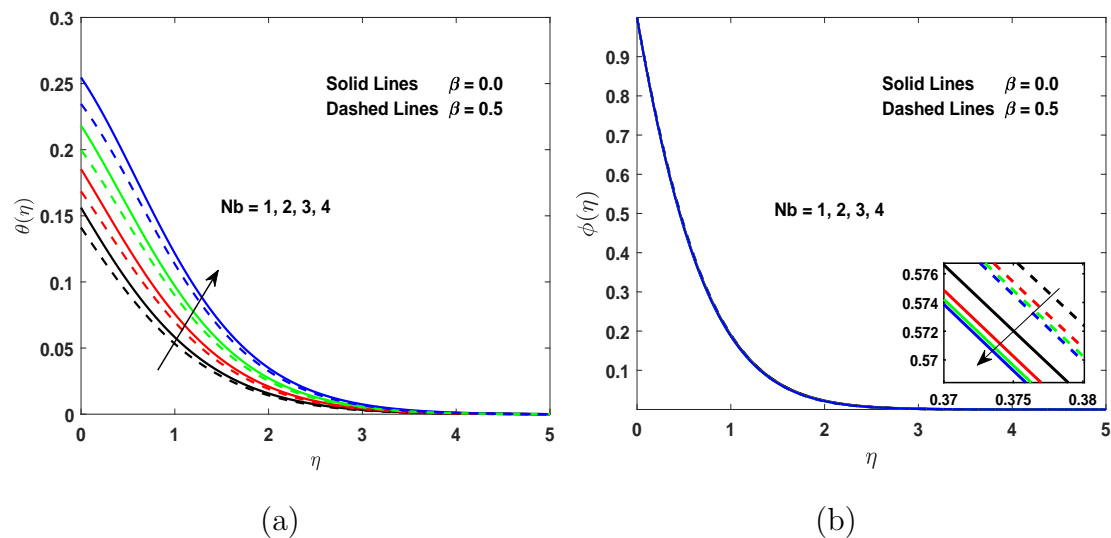 0.3
0.25
0.2
0.15
0.1
0.05
0
θ(η)
Solid Lines β = 0.0
Dashed Lines β = 0.5
Nb = 1, 2, 3, 4
0 1 2 3 4 5
η
(a)
0.9
0.8
0.7
0.6
0.5
0.4
0.3
0.2
0.1
ϕ(η)
Solid Lines β = 0.0
Dashed Lines β = 0.5
Nb = 1, 2, 3, 4
0.576
0.574
0.572
0.57
0.37 0.375 0.38
0 1 2 3 4 5
η
(b)